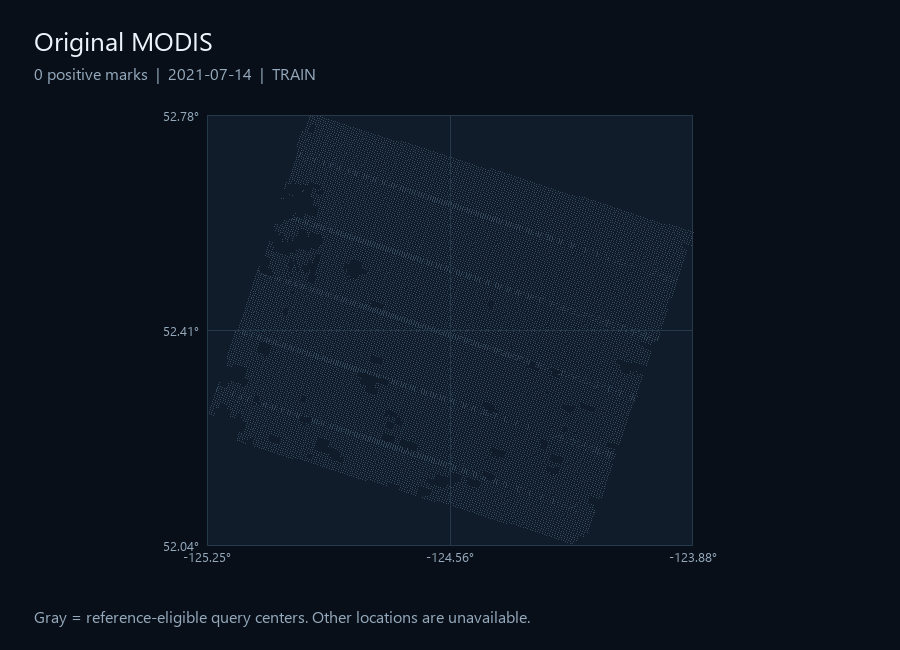 Original MODIS
0 positive marks | 2021-07-14 | TRAIN
52.78°
52.41°
52.04°
-125.25°
-124.56°
-123.88°
Gray = reference-eligible query centers. Other locations are unavailable.